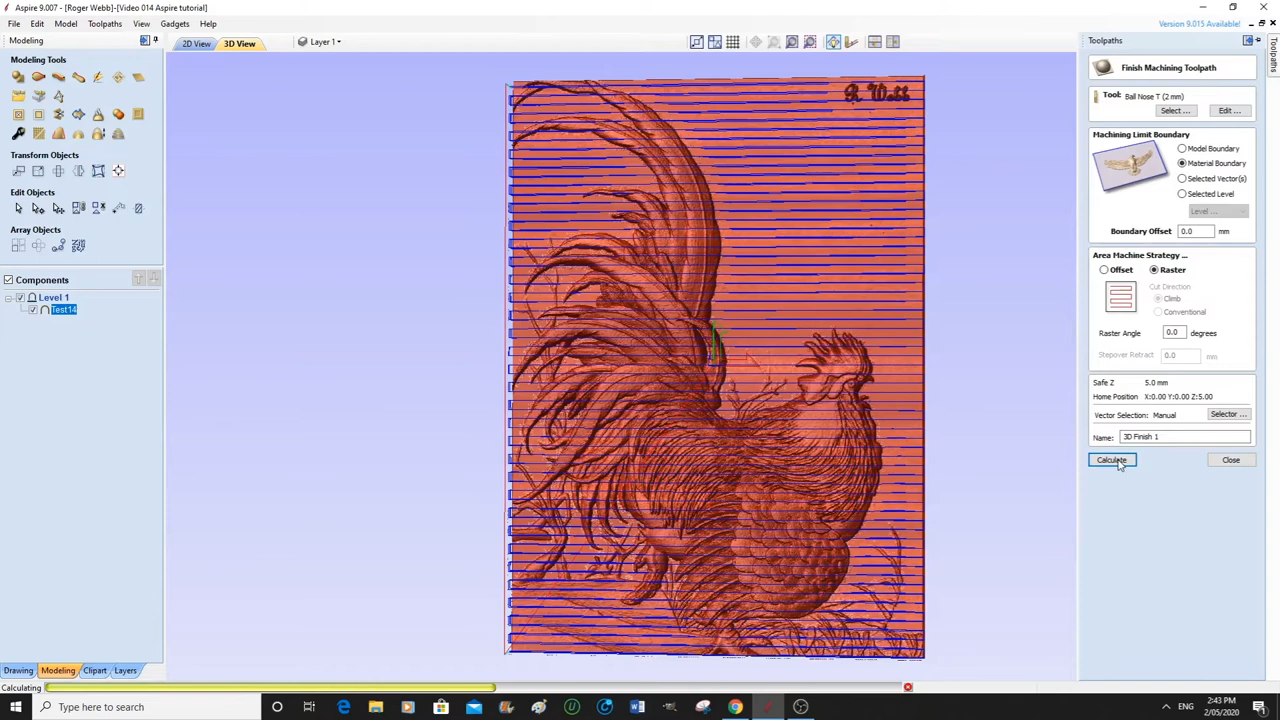 Aspire 9.007 - [Roger Webb]-[Video 014 Aspire tutorial]
File Edit Model Toolpaths View Gadgets Help
Version 9.015 Available!
Modeling
2D View
3D View
Layer 1
Toolpaths
Toolpaths
Modeling Tools
Transform Objects
Edit Objects
Array Objects
Components
Level 1
Test14
R Webb
Finish Machining Toolpath
Tool: Ball Nose T (2 mm)
Select ... Edit ...
Machining Limit Boundary
Model Boundary
Material Boundary
Selected Vector(s)
Selected Level
Level ...
Boundary Offset 0.0 mm
Area Machine Strategy ...
Offset Raster
Cut Direction
Climb
Conventional
Raster Angle 0.0 degrees
Stepover Retract 0.0 mm
Safe Z 5.0 mm
Home Position X:0.00 Y:0.00 Z:5.00
Vector Selection: Manual Selector ...
Name: 3D Finish 1
Calculate Close
Drawing Modeling Clipart Layers
Calculating
Type here to search
ENG
2:43 PM
2/05/2020